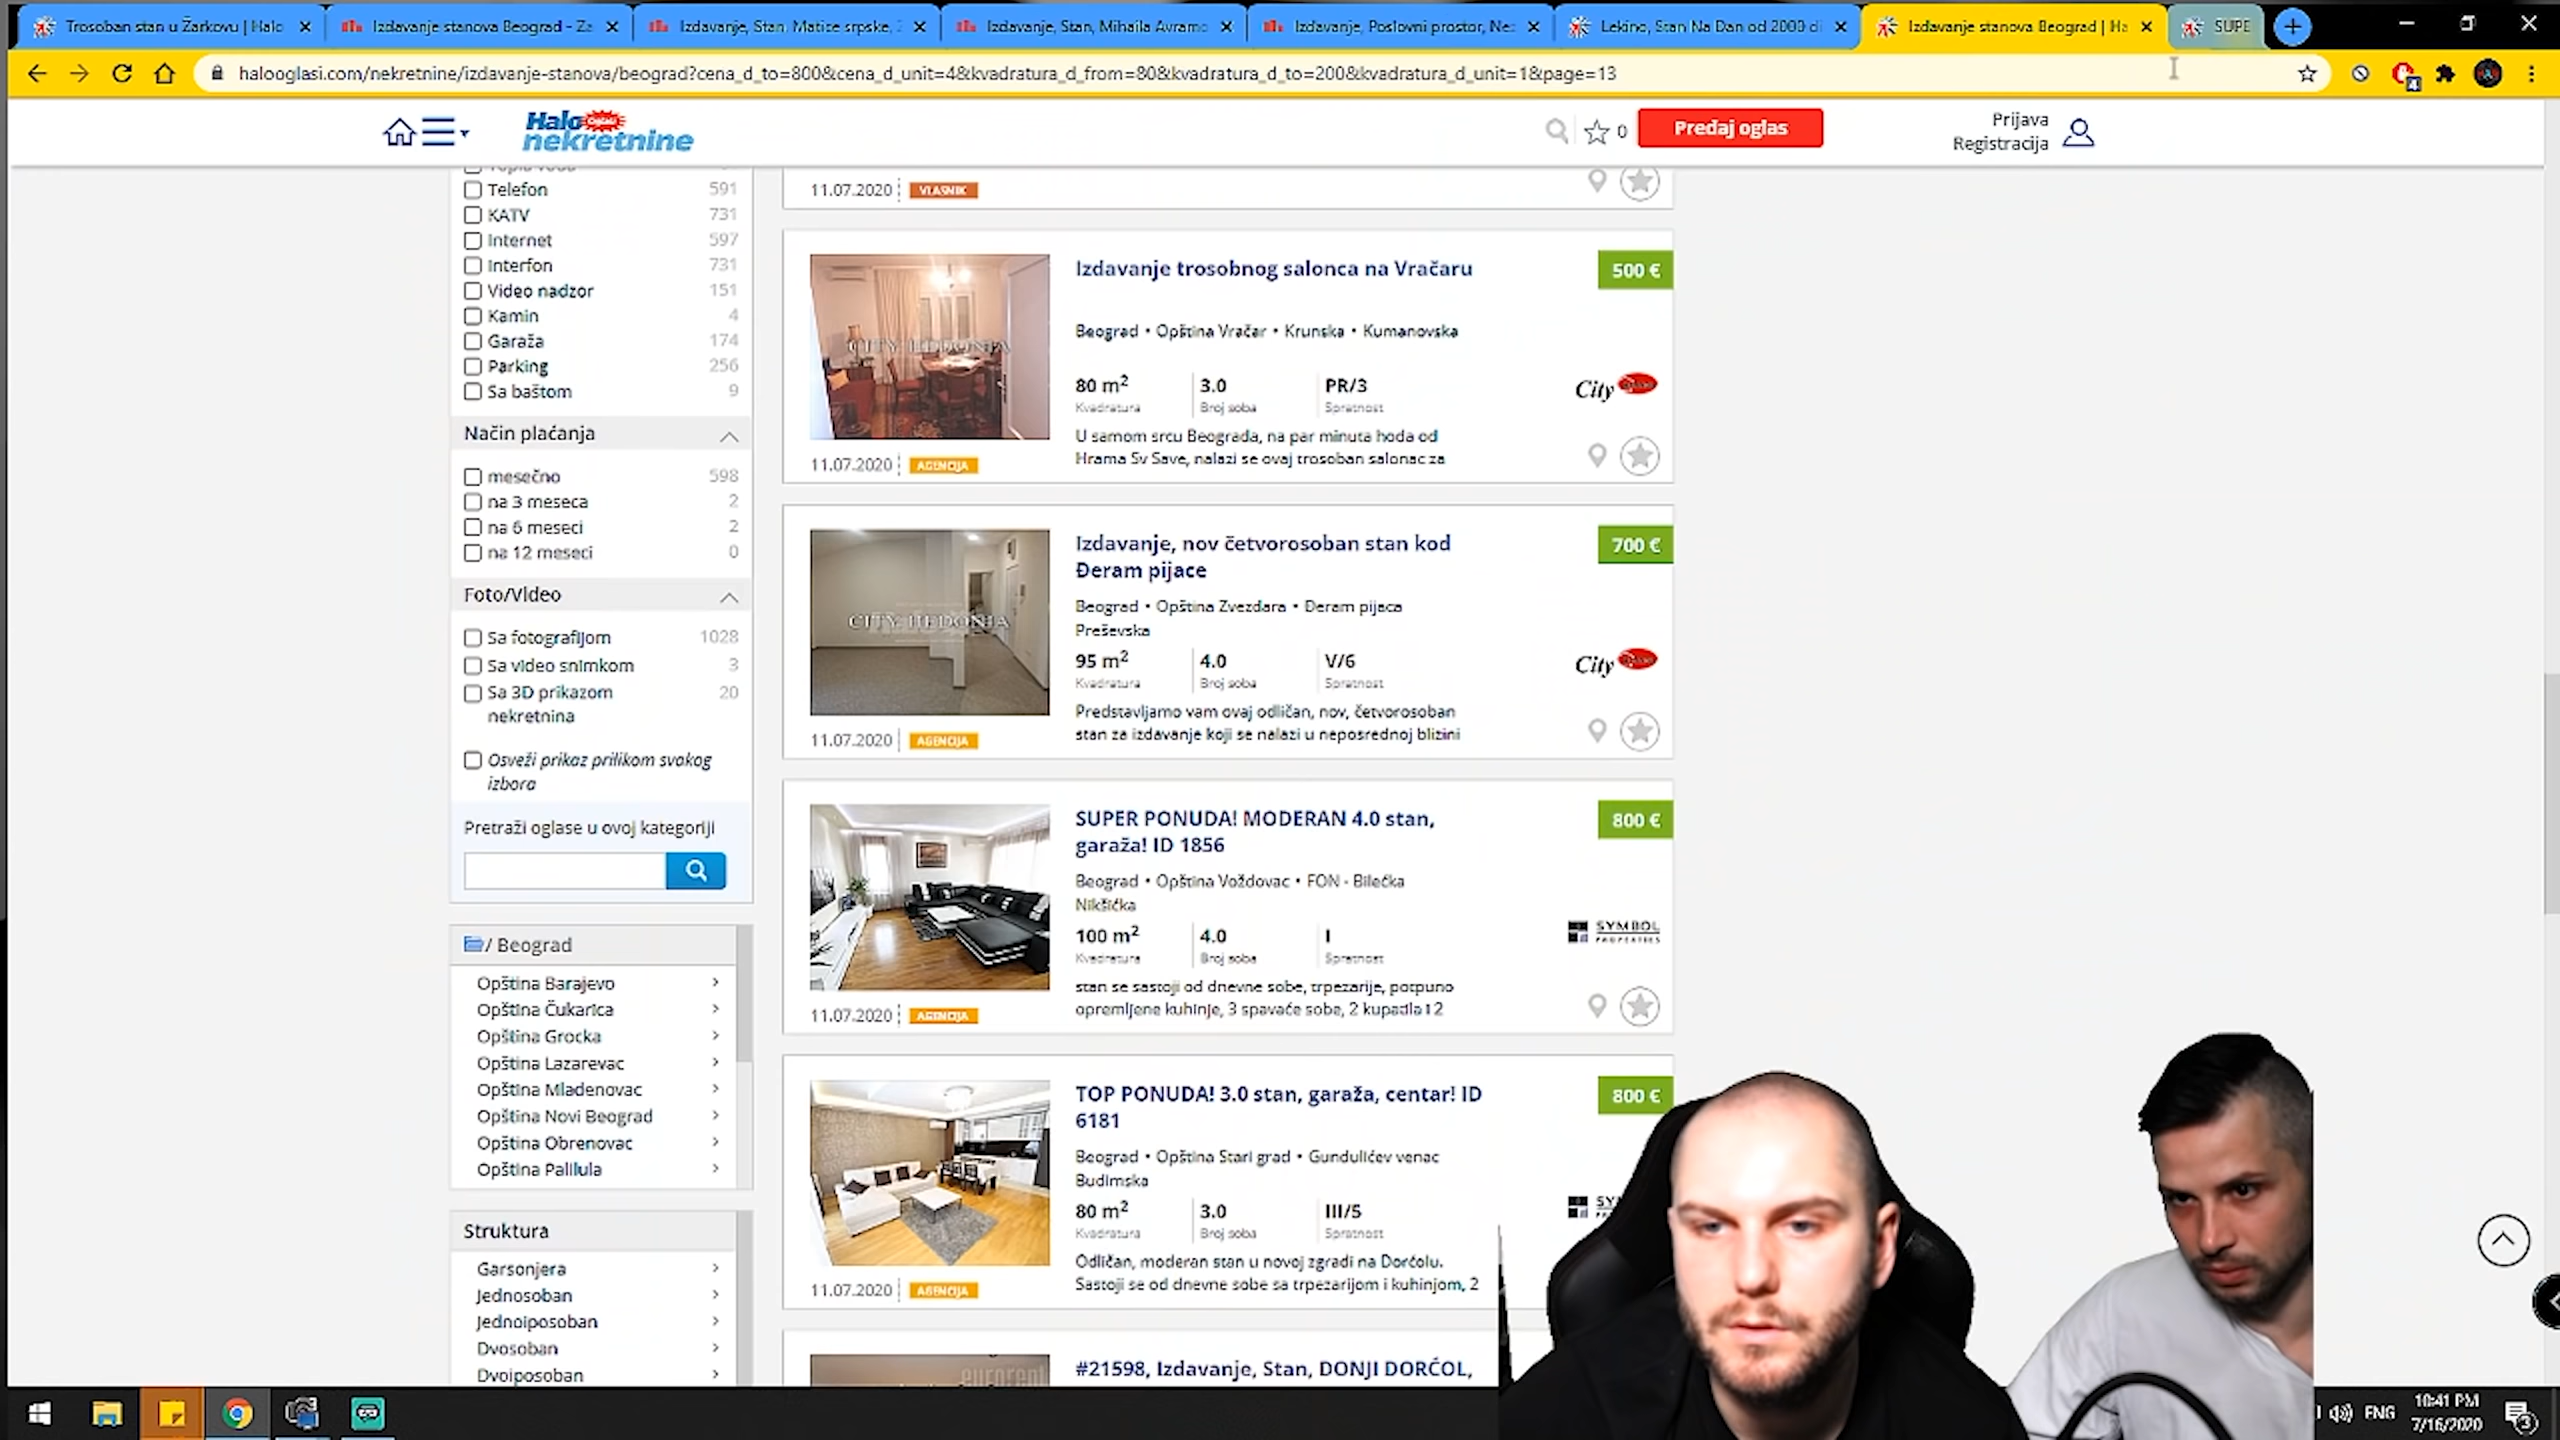 Trosoban stan u Žarkovu | Halo
Izdavanje stanova Beograd - Za
Izdavanje, Stan, Matice srpske,
Izdavanje, Stan, Mihaila Avramo
Izdavanje, Poslovni prostor, Ne
Lekino, Stan Na Dan od 2000 di
Izdavanje stanova Beograd | Ha
SUPE
halooglasi.com/nekretnine/izdavanje-stanova/beograd?cena_d_to=800&cena_d_unit=4&kvadratura_d_from=80&kvadratura_d_to=200&kvadratura_d_unit=1&page=13
4
Halo
nekretnine
0
Predaj oglas
Prijava
Registracija
Telefon 591
KATV 731
Internet 597
Interfon 731
Video nadzor 151
Kamin 4
Garaža 174
Parking 256
Sa baštom 9
Način plaćanja
mesečno 598
na 3 meseca 2
na 6 meseci 2
na 12 meseci 0
Foto/Video
Sa fotografijom 1028
Sa video snimkom 3
Sa 3D prikazom 20
nekretnina
Osveži prikaz prilikom svakog
izbora
Pretraži oglase u ovoj kategoriji
/ Beograd
Opština Barajevo
Opština Čukarica
Opština Grocka
Opština Lazarevac
Opština Mladenovac
Opština Novi Beograd
Opština Obrenovac
Opština Palilula
Struktura
Garsonjera
Jednosoban
Jednoiposoban
Dvosoban
Dvoiposoban
11.07.2020 VLASNIK
Izdavanje trosobnog salonca na Vračaru
500 €
Beograd • Opština Vračar • Krunska • Kumanovska
CITY HEDONIA
80 m² 3.0 PR/3
Kvadratura Broj soba Spratnost
City
U samom srcu Beograda, na par minuta hoda od
Hrama Sv Save, nalazi se ovaj trosoban salonac za
11.07.2020 AGENCIJA
Izdavanje, nov četvorosoban stan kod
Đeram pijace
700 €
Beograd • Opština Zvezdara • Đeram pijaca
Preševska
CITY HEDONIA
95 m² 4.0 V/6
Kvadratura Broj soba Spratnost
City
Predstavljamo vam ovaj odličan, nov, četvorosoban
stan za izdavanje koji se nalazi u neposrednoj blizini
11.07.2020 AGENCIJA
SUPER PONUDA! MODERAN 4.0 stan,
garaža! ID 1856
800 €
Beograd • Opština Voždovac • FON - Bilećka
Nikšićka
100 m² 4.0 I
Kvadratura Broj soba Spratnost
SYMBOL
PROPERTIES
stan se sastoji od dnevne sobe, trpezarije, potpuno
opremljene kuhinje, 3 spavaće sobe, 2 kupatila i 2
11.07.2020 AGENCIJA
TOP PONUDA! 3.0 stan, garaža, centar! ID
6181
800 €
Beograd • Opština Stari grad • Gundulićev venac
Budimska
80 m² 3.0 III/5
Kvadratura Broj soba Spratnost
SY
Odličan, moderan stan u novoj zgradi na Dorćolu.
Sastoji se od dnevne sobe sa trpezarijom i kuhinjom, 2
11.07.2020 AGENCIJA
eurorent
#21598, Izdavanje, Stan, DONJI DORĆOL,
ENG
10:41 PM
7/16/2020
3